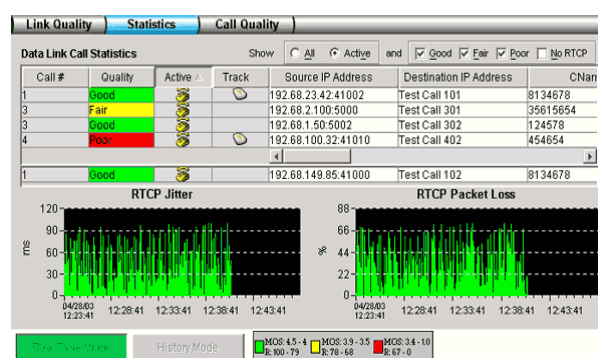 Link Quality Statistics Call Quality
Data Link Call Statistics Show All Active and Good Fair Poor No RTCP
Call # Quality Active Track Source IP Address Destination IP Address CNam
1 Good 192.68.23.42:41002 Test Call 101 8134678
3 Fair 192.68.2.100:5000 Test Call 301 35615654
3 Good 192.68.1.50:5002 Test Call 302 124578
4 Poor 192.68.100.32:41010 Test Call 402 454654
1 Good 192.68.149.85:41000 Test Call 102 8134678
RTCP Jitter
120
90
60
30
0
ms
04/28/03
12:23:41 12:28:41 12:33:41 12:38:41 12:43:41
RTCP Packet Loss
88
66
44
22
0
%
04/28/03
12:23:41 12:28:41 12:33:41 12:38:41 12:43:41
Real Time Mode History Mode
MOS: 4.5 - 4 MOS: 3.9 - 3.5 MOS: 3.4 - 1.0
R: 100 - 79 R: 78 - 68 R: 67 - 0